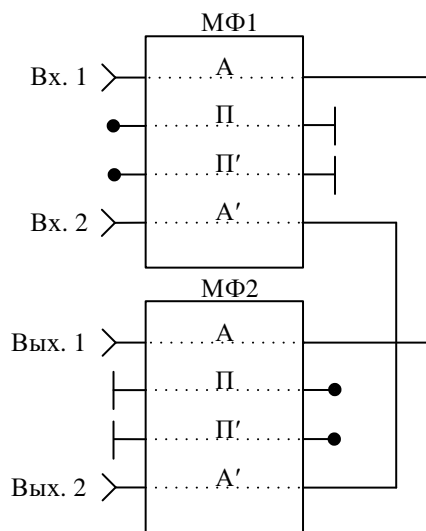 МФ1
Вх. 1 А
П
П′
Вх. 2 А′
МФ2
Вых. 1 А
П
П′
Вых. 2 А′